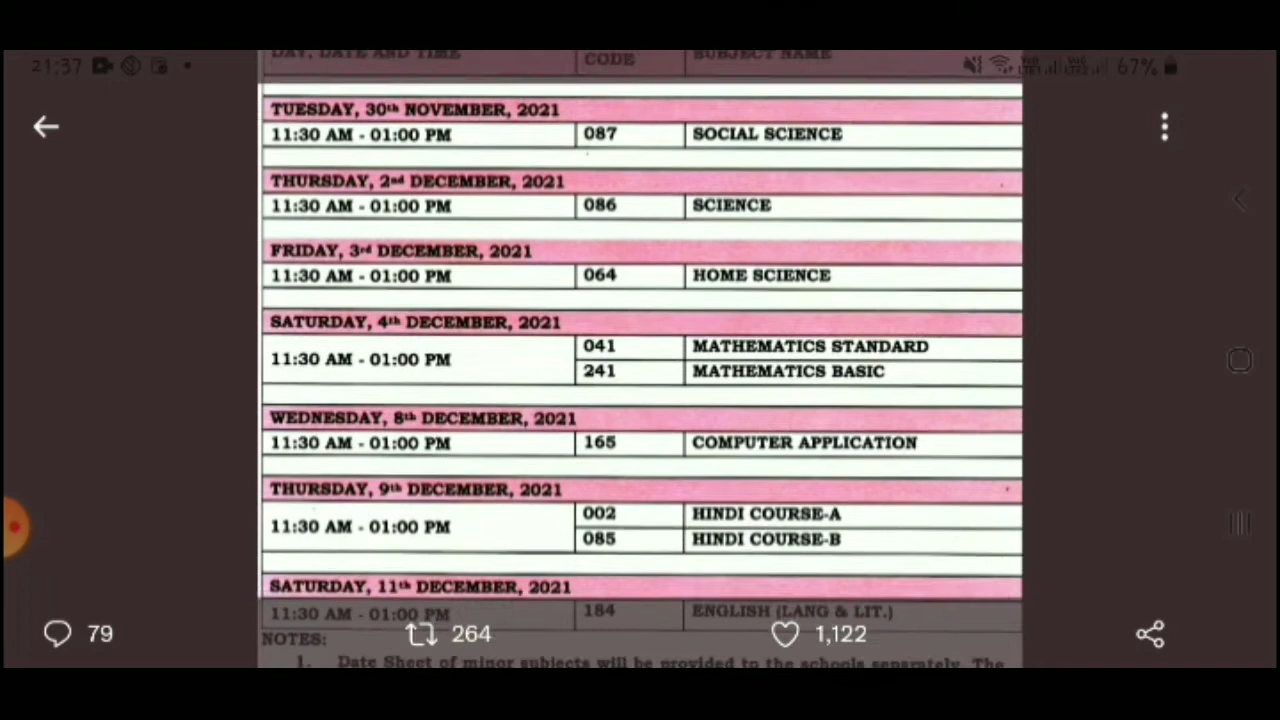 DAY, DATE AND TIME CODE SUBJECT NAME
21:37 67%
TUESDAY, 30th NOVEMBER, 2021
11:30 AM - 01:00 PM 087 SOCIAL SCIENCE
THURSDAY, 2nd DECEMBER, 2021
11:30 AM - 01:00 PM 086 SCIENCE
FRIDAY, 3rd DECEMBER, 2021
11:30 AM - 01:00 PM 064 HOME SCIENCE
SATURDAY, 4th DECEMBER, 2021
11:30 AM - 01:00 PM 041 MATHEMATICS STANDARD
241 MATHEMATICS BASIC
WEDNESDAY, 8th DECEMBER, 2021
11:30 AM - 01:00 PM 165 COMPUTER APPLICATION
THURSDAY, 9th DECEMBER, 2021
11:30 AM - 01:00 PM 002 HINDI COURSE-A
085 HINDI COURSE-B
SATURDAY, 11th DECEMBER, 2021
11:30 AM - 01:00 PM 184 ENGLISH (LANG & LIT.)
79 264 1,122
NOTES:
1. Date Sheet of minor subjects will be provided to the schools separately. The